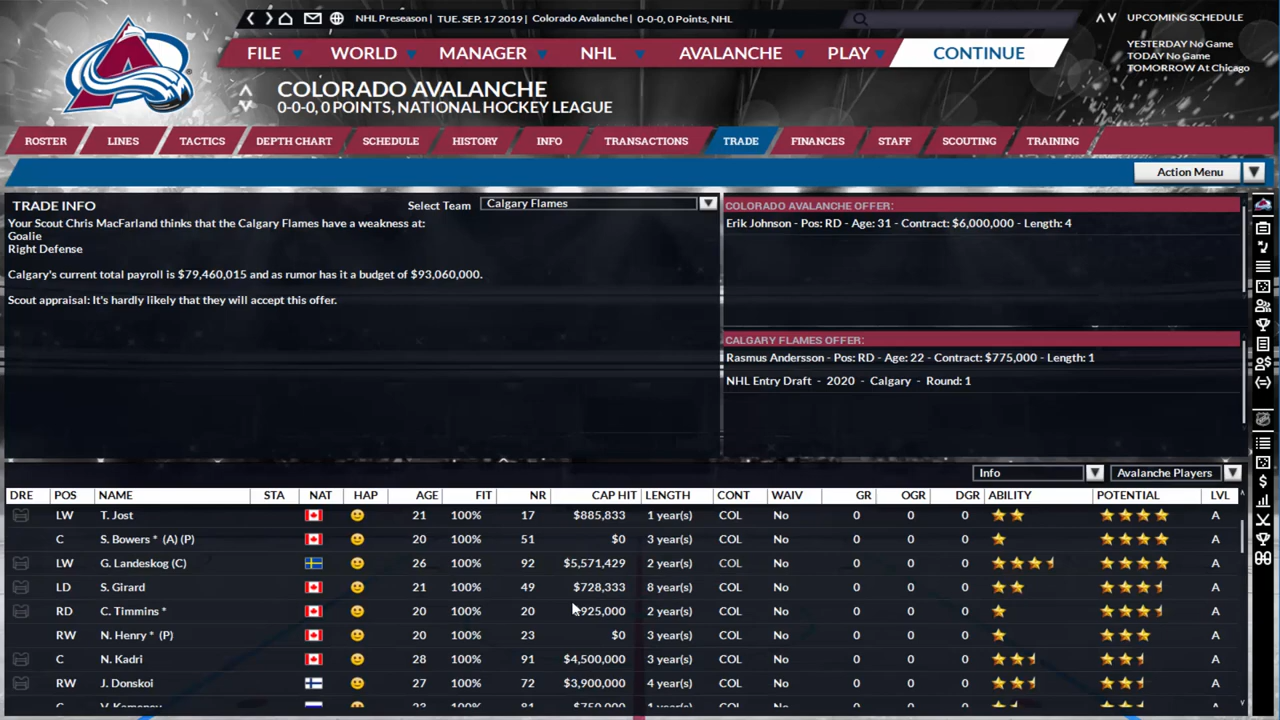 NHL Preseason | TUE. SEP. 17 2019 | Colorado Avalanche | 0-0-0, 0 Points, NHL
UPCOMING SCHEDULE
YESTERDAY No Game
TODAY No Game
TOMORROW At Chicago
FILE WORLD MANAGER NHL AVALANCHE PLAY CONTINUE
COLORADO AVALANCHE
0-0-0, 0 POINTS, NATIONAL HOCKEY LEAGUE
ROSTER LINES TACTICS DEPTH CHART SCHEDULE HISTORY INFO TRANSACTIONS TRADE FINANCES STAFF SCOUTING TRAINING
Action Menu
TRADE INFO
Select Team Calgary Flames
Your Scout Chris MacFarland thinks that the Calgary Flames have a weakness at:
Goalie
Right Defense
Calgary's current total payroll is $79,460,015 and as rumor has it a budget of $93,060,000.
Scout appraisal: It's hardly likely that they will accept this offer.
COLORADO AVALANCHE OFFER:
Erik Johnson - Pos: RD - Age: 31 - Contract: $6,000,000 - Length: 4
CALGARY FLAMES OFFER:
Rasmus Andersson - Pos: RD - Age: 22 - Contract: $775,000 - Length: 1
NHL Entry Draft - 2020 - Calgary - Round: 1
Info Avalanche Players
DRE POS NAME STA NAT HAP AGE FIT NR CAP HIT LENGTH CONT WAIV GR OGR DGR ABILITY POTENTIAL LVL
LW T. Jost 21 100% 17 $885,833 1 year(s) COL No 0 0 0 A
C S. Bowers * (A) (P) 20 100% 51 $0 3 year(s) COL No 0 0 0 A
LW G. Landeskog (C) 26 100% 92 $5,571,429 2 year(s) COL No 0 0 0 A
LD S. Girard 21 100% 49 $728,333 8 year(s) COL No 0 0 0 A
RD C. Timmins * 20 100% 20 $925,000 2 year(s) COL No 0 0 0 A
RW N. Henry * (P) 20 100% 23 $0 3 year(s) COL No 0 0 0 A
C N. Kadri 28 100% 91 $4,500,000 3 year(s) COL No 0 0 0 A
RW J. Donskoi 27 100% 72 $3,900,000 4 year(s) COL No 0 0 0 A